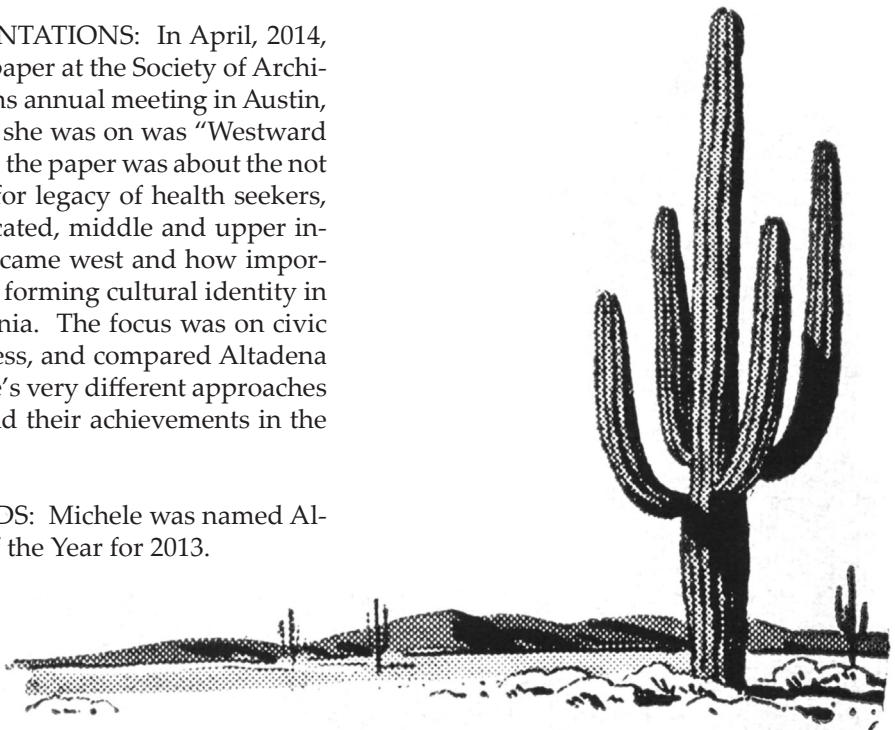 NTATIONS: In April, 2014,
paper at the Society of Archi-
ns annual meeting in Austin,
she was on was “Westward
the paper was about the not
for legacy of health seekers,
cated, middle and upper in-
came west and how impor-
forming cultural identity in
nia. The focus was on civic
ess, and compared Altadena
e’s very different approaches
d their achievements in the
DS: Michele was named Al-
f the Year for 2013.